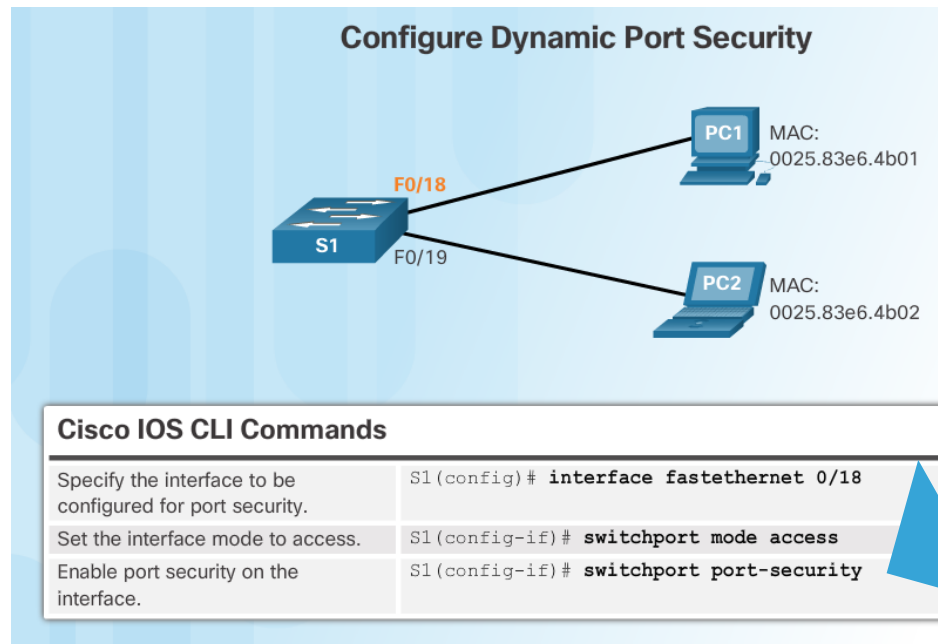 Configure Dynamic Port Security
PC1
MAC:
0025.83e6.4b01
F0/18
S1
F0/19
PC2
MAC:
0025.83e6.4b02
Cisco IOS CLI Commands
Specify the interface to be
configured for port security.
S1(config)# interface fastethernet 0/18
Set the interface mode to access.
S1(config-if)# switchport mode access
Enable port security on the
interface.
S1(config-if)# switchport port-security